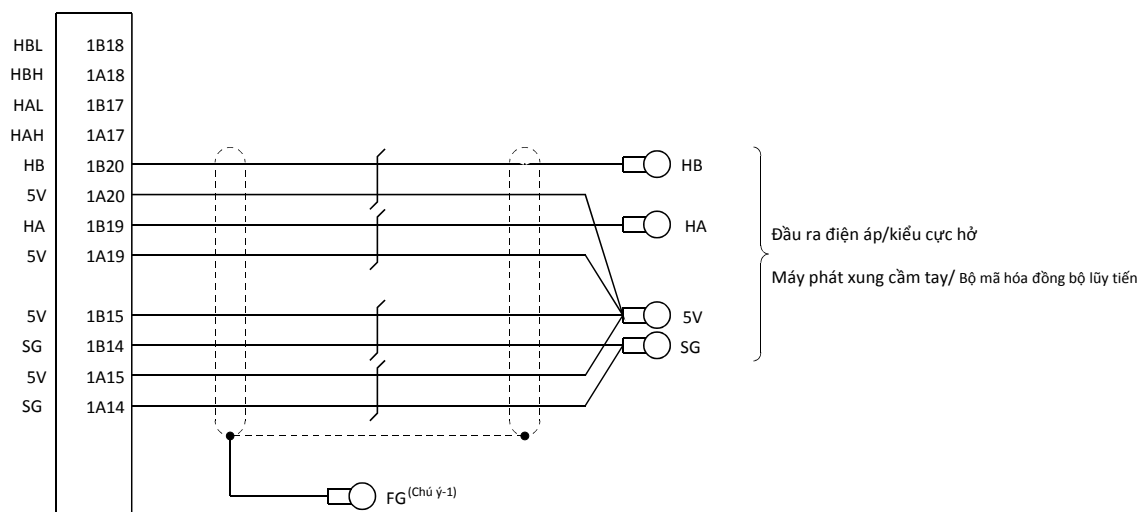 HBL 1B18
HBH 1A18
HAL 1B17
HAH 1A17
HB 1B20 HB
5V 1A20
HA 1B19 HA
5V 1A19
Đầu ra điện áp/kiểu cực hở
Máy phát xung cầm tay/ Bộ mã hóa đồng bộ lũy tiến
5V 1B15 5V
SG 1B14 SG
5V 1A15
SG 1A14
FG(Chú ý-1)